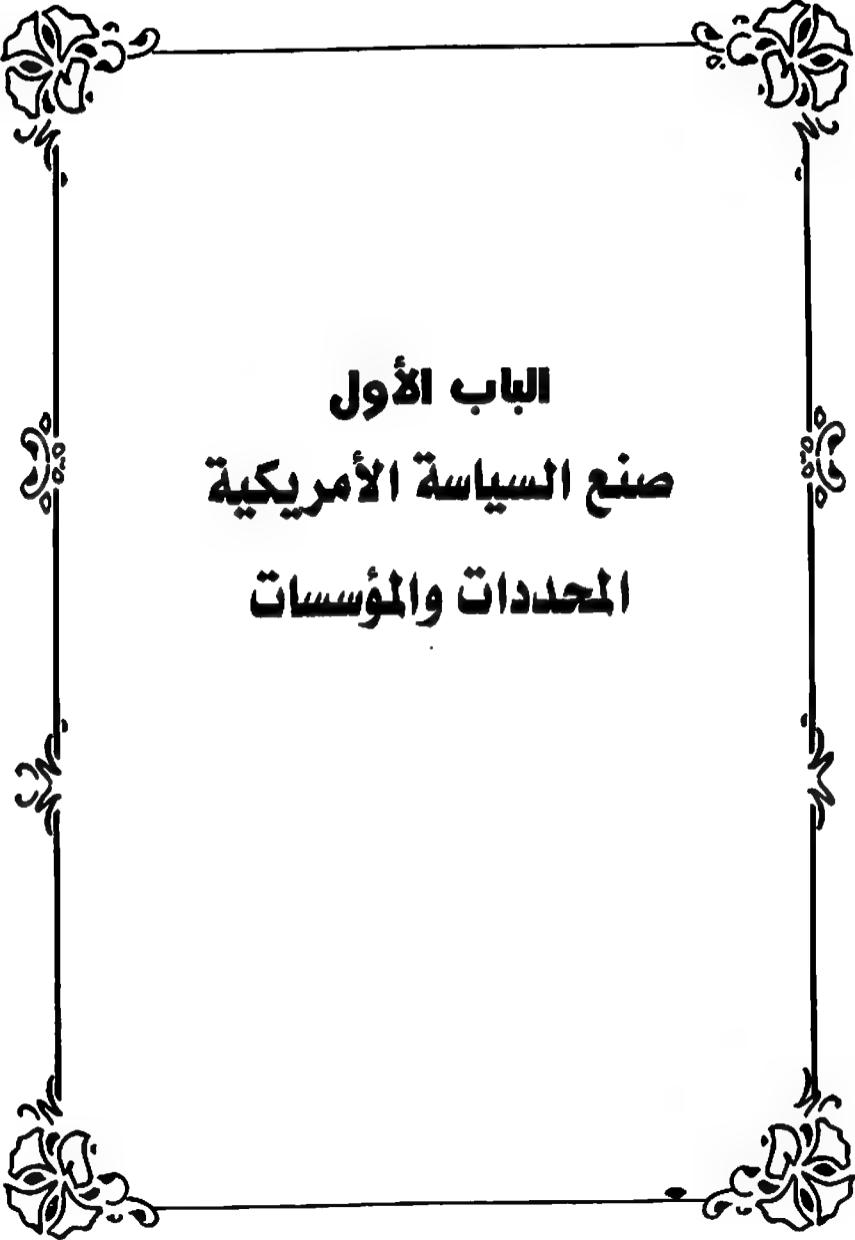 الباب الأول
صنع السياسة الأمريكية
المحددات والمؤسسات